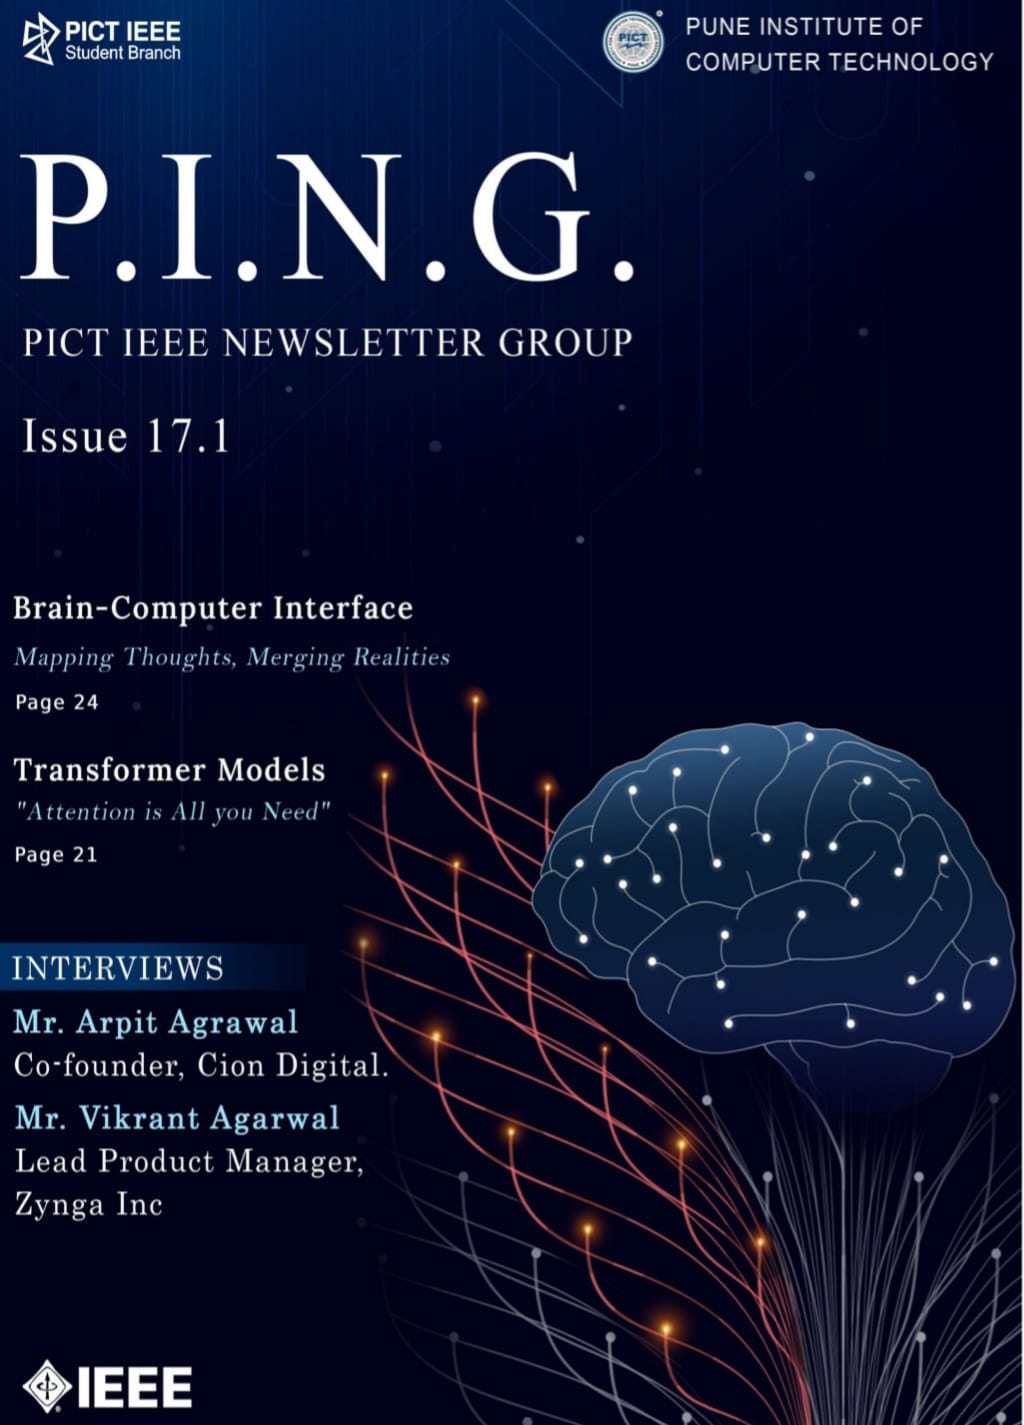 PICT IEEE
Student Branch
PICT
PUNE INSTITUTE OF
COMPUTER TECHNOLOGY
P.I.N.G.
PICT IEEE NEWSLETTER GROUP
Issue 17.1
Brain-Computer Interface
Mapping Thoughts, Merging Realities
Page 24
Transformer Models
"Attention is All you Need"
Page 21
INTERVIEWS
Mr. Arpit Agrawal
Co-founder, Cion Digital.
Mr. Vikrant Agarwal
Lead Product Manager,
Zynga Inc
IEEE